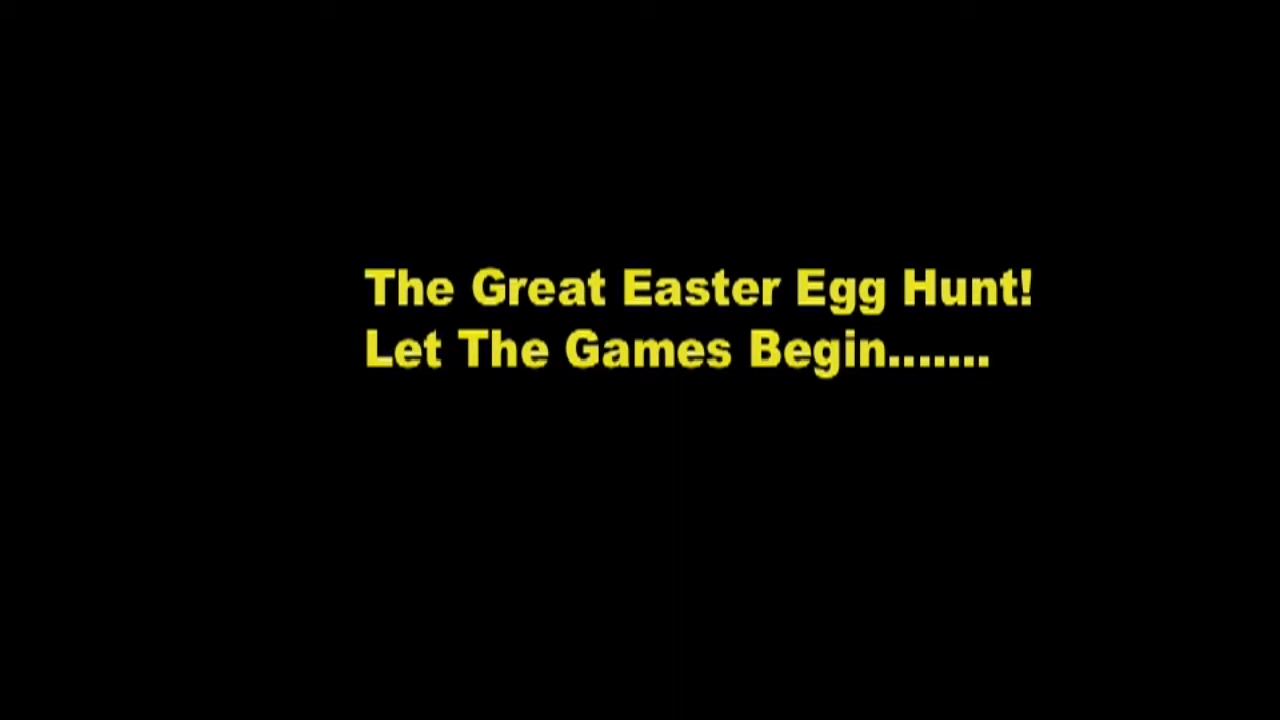 The Great Easter Egg Hunt!
Let The Games Begin.......